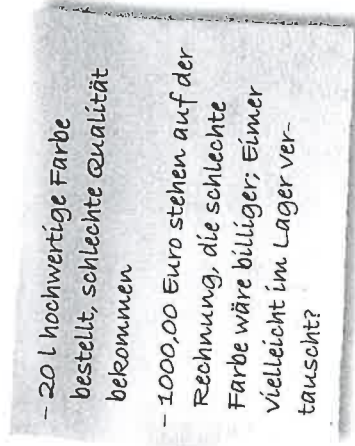 - 20 l hochwertige Farbe
bestellt, schlechte Qualität
bekommen
- 1000,00 Euro stehen auf der
Rechnung, die schlechte
Farbe wäre billiger; Eimer
vielleicht im Lager ver-
tauscht?